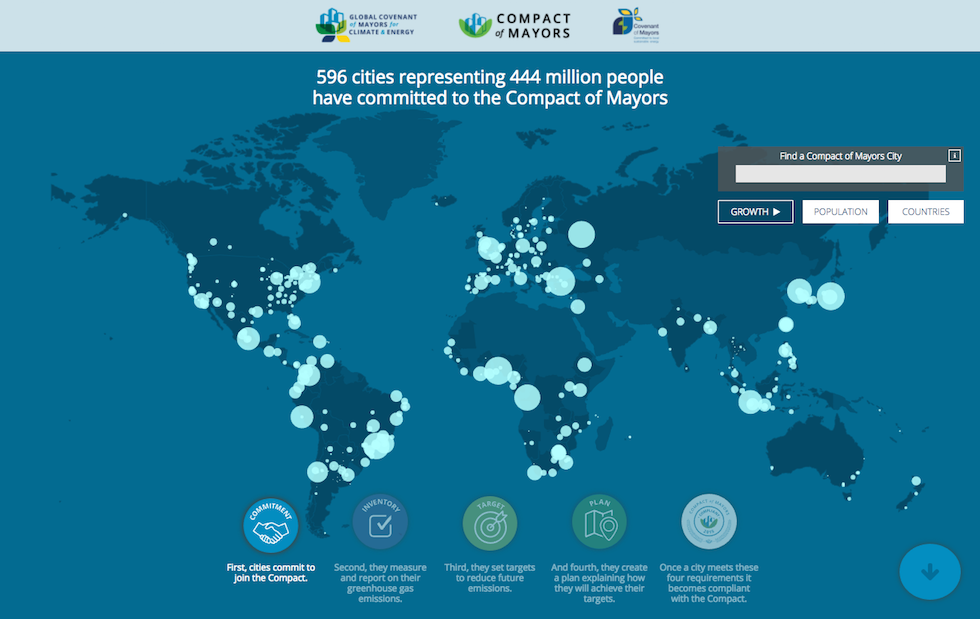 GLOBAL COVENANT
of MAYORS for
CLIMATE & ENERGY
COMPACT
of MAYORS
Covenant
of Mayors
596 cities representing 444 million people
have committed to the Compact of Mayors
Find a Compact of Mayors City
i
GROWTH
POPULATION
COUNTRIES
COMMITMENT
INVENTORY
TARGET
PLAN
COMPACT of MAYORS
COMPLIANT
First, cities commit to
join the Compact.
Second, they measure
and report on their
greenhouse gas
emissions.
Third, they set targets
to reduce future
emissions.
And fourth, they create
a plan explaining how
they will achieve their
targets.
Once a city meets these
four requirements it
becomes compliant
with the Compact.